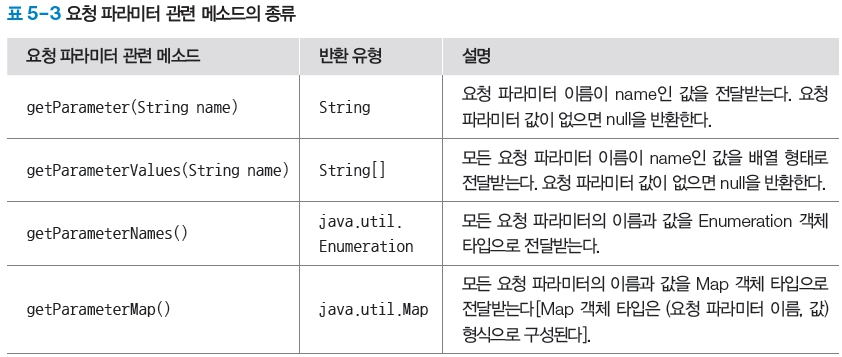 표 5-3 요청 파라미터 관련 메소드의 종류
요청 파라미터 관련 메소드 반환 유형 설명
getParameter(String name) String 요청 파라미터 이름이 name인 값을 전달받는다. 요청
파라미터 값이 없으면 null을 반환한다.
getParameterValues(String name) String[] 모든 요청 파라미터 이름이 name인 값을 배열 형태로
전달받는다. 요청 파라미터 값이 없으면 null을 반환한다.
getParameterNames() java.util.
Enumeration 모든 요청 파라미터의 이름과 값을 Enumeration 객체
타입으로 전달받는다.
getParameterMap() java.util.Map 모든 요청 파라미터의 이름과 값을 Map 객체 타입으로
전달받는다[Map 객체 타입은 (요청 파라미터 이름, 값)
형식으로 구성된다].